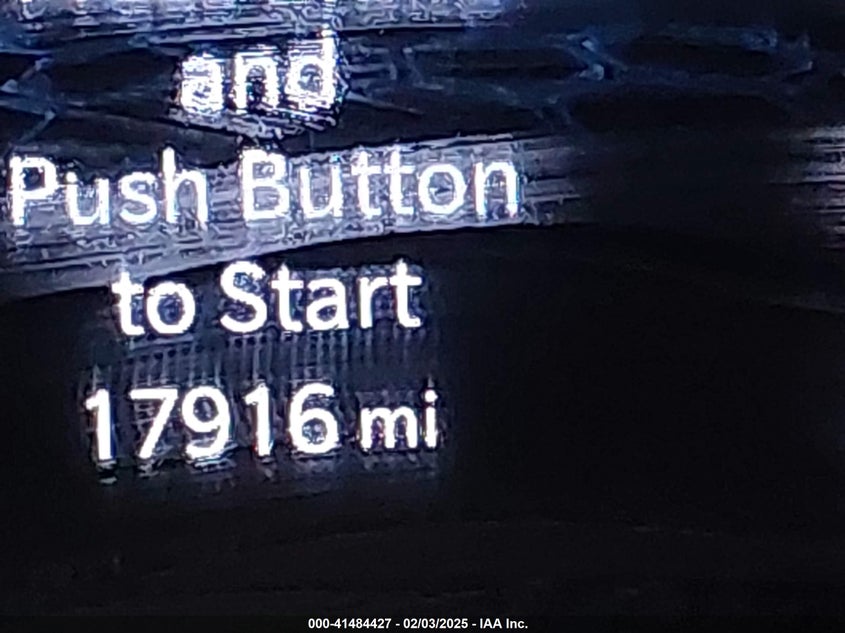 and
Push Button
to Start
17916 mi
000-41484427 - 02/03/2025 - IAA Inc.